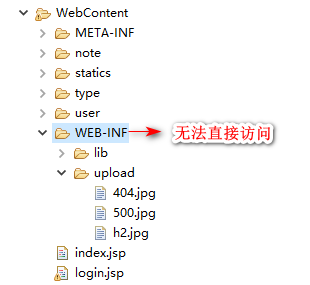 WebContent
META-INF
note
statics
type
user
WEB-INF 无法直接访问
lib
upload
404.jpg
500.jpg
h2.jpg
index.jsp
login.jsp